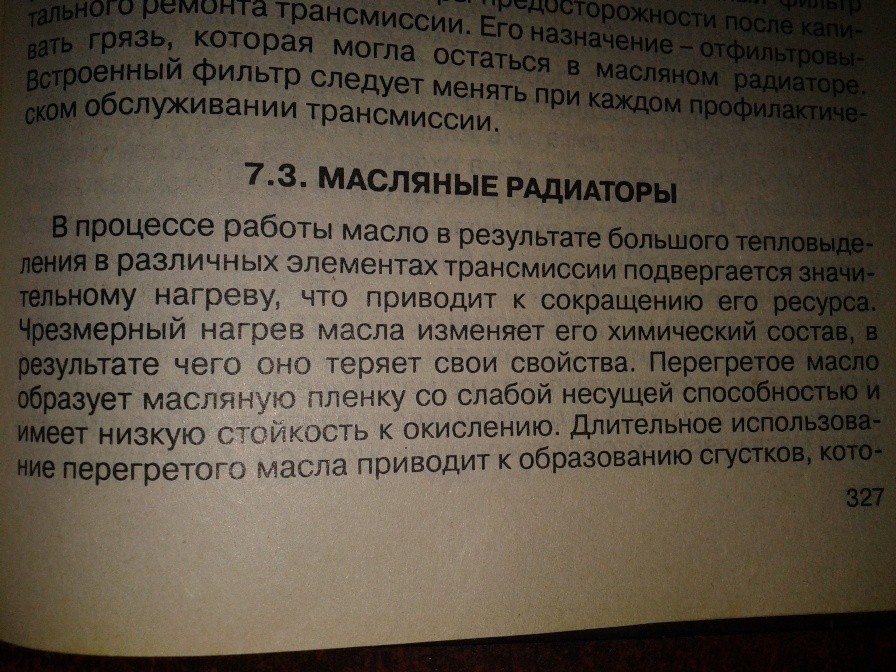 фильтр
предосторожности после капи-
тального ремонта трансмиссии. Его назначение – отфильтровы-
вать грязь, которая могла остаться в масляном радиаторе.
Встроенный фильтр следует менять при каждом профилактиче-
ском обслуживании трансмиссии.
7.3. МАСЛЯНЫЕ РАДИАТОРЫ
В процессе работы масло в результате большого тепловыде-
ления в различных элементах трансмиссии подвергается значи-
тельному нагреву, что приводит к сокращению его ресурса.
Чрезмерный нагрев масла изменяет его химический состав, в
результате чего оно теряет свои свойства. Перегретое масло
образует масляную пленку со слабой несущей способностью и
имеет низкую стойкость к окислению. Длительное использова-
ние перегретого масла приводит к образованию сгустков, кото-
327